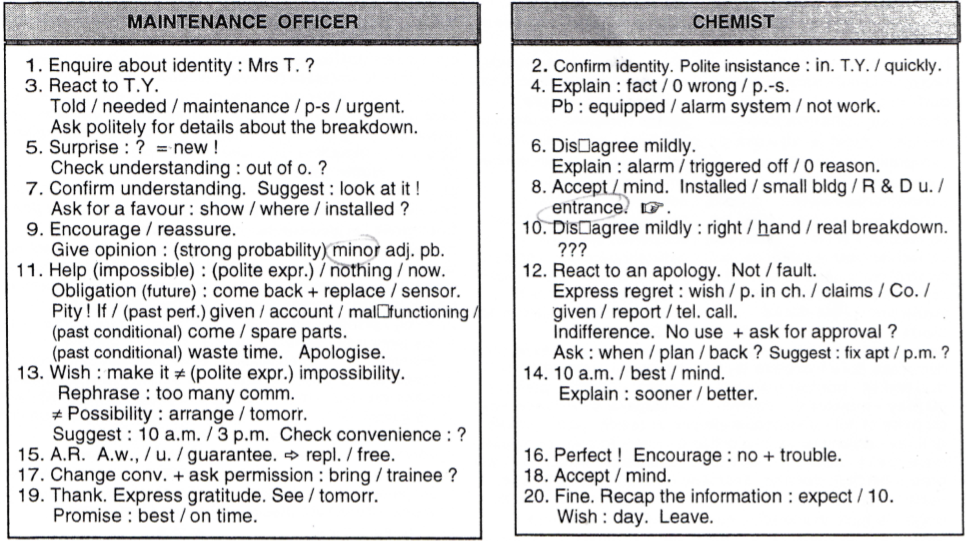 MAINTENANCE OFFICER
1. Enquire about identity : Mrs T. ?
3. React to T.Y.
Told / needed / maintenance / p-s / urgent.
Ask politely for details about the breakdown.
5. Surprise : ? = new !
Check understanding : out of o. ?
7. Confirm understanding. Suggest : look at it !
Ask for a favour : show / where / installed ?
9. Encourage / reassure.
Give opinion : (strong probability) minor adj. pb.
11. Help (impossible) : (polite expr.) / nothing / now.
Obligation (future) : come back + replace / sensor.
Pity ! If / (past perf.) given / account / mal□functioning /
(past conditional) come / spare parts.
(past conditional) waste time. Apologise.
13. Wish : make it ≠ (polite expr.) impossibility.
Rephrase : too many comm.
≠ Possibility : arrange / tomorr.
Suggest : 10 a.m. / 3 p.m. Check convenience : ?
15. A.R. A.w., / u. / guarantee. ⇨ repl. / free.
17. Change conv. + ask permission : bring / trainee ?
19. Thank. Express gratitude. See / tomorr.
Promise : best / on time.
CHEMIST
2. Confirm identity. Polite insistance : in. T.Y. / quickly.
4. Explain : fact / 0 wrong / p.-s.
Pb : equipped / alarm system / not work.
6. Dis□agree mildly.
Explain : alarm / triggered off / 0 reason.
8. Accept / mind. Installed / small bldg / R & D u. /
entrance. ☞ .
10. Dis□agree mildly : right / hand / real breakdown.
???
12. React to an apology. Not / fault.
Express regret : wish / p. in ch. / claims / Co. /
given / report / tel. call.
Indifference. No use + ask for approval ?
Ask : when / plan / back ? Suggest : fix apt / p.m. ?
14. 10 a.m. / best / mind.
Explain : sooner / better.
16. Perfect ! Encourage : no + trouble.
18. Accept / mind.
20. Fine. Recap the information : expect / 10.
Wish : day. Leave.